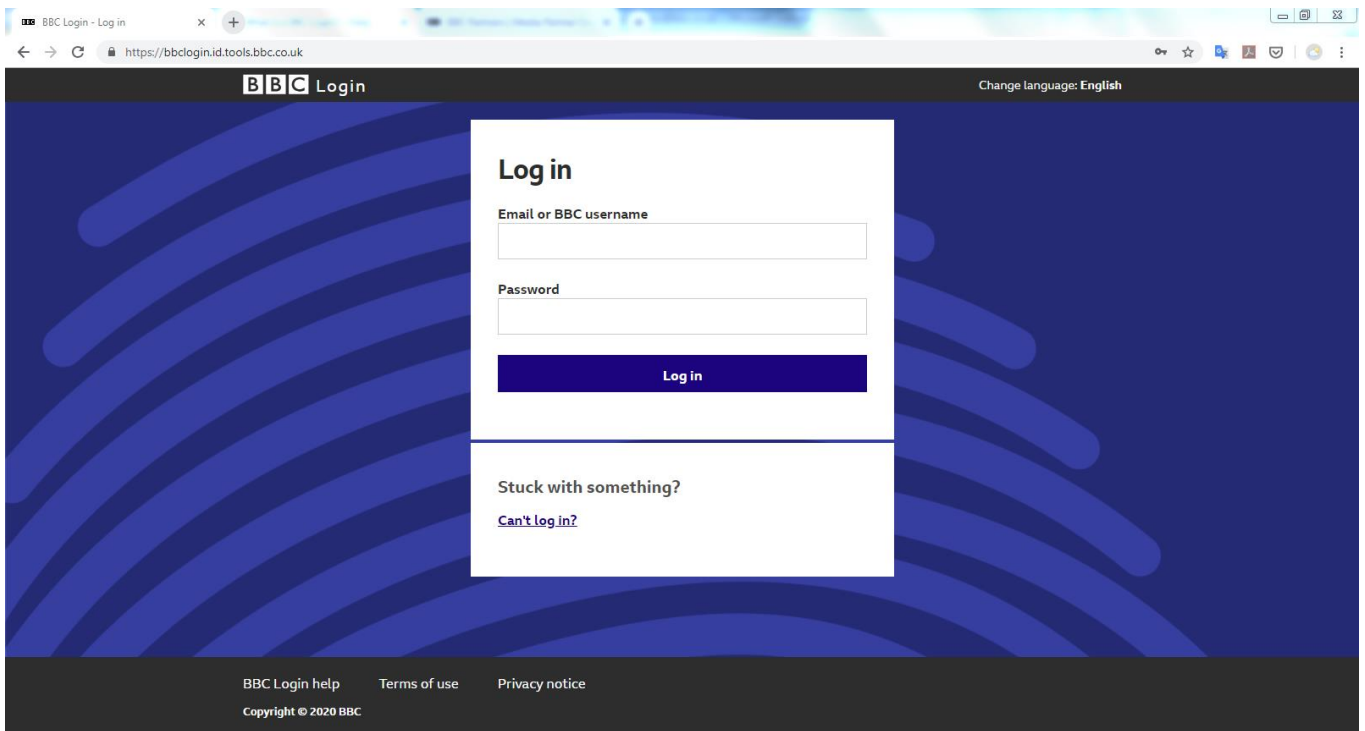 BBC Login - Log in
https://bbclogin.id.tools.bbc.co.uk
BBC Login
Change language: English
Log in
Email or BBC username
Password
Log in
Stuck with something?
Can't log in?
BBC Login help Terms of use Privacy notice
Copyright © 2020 BBC